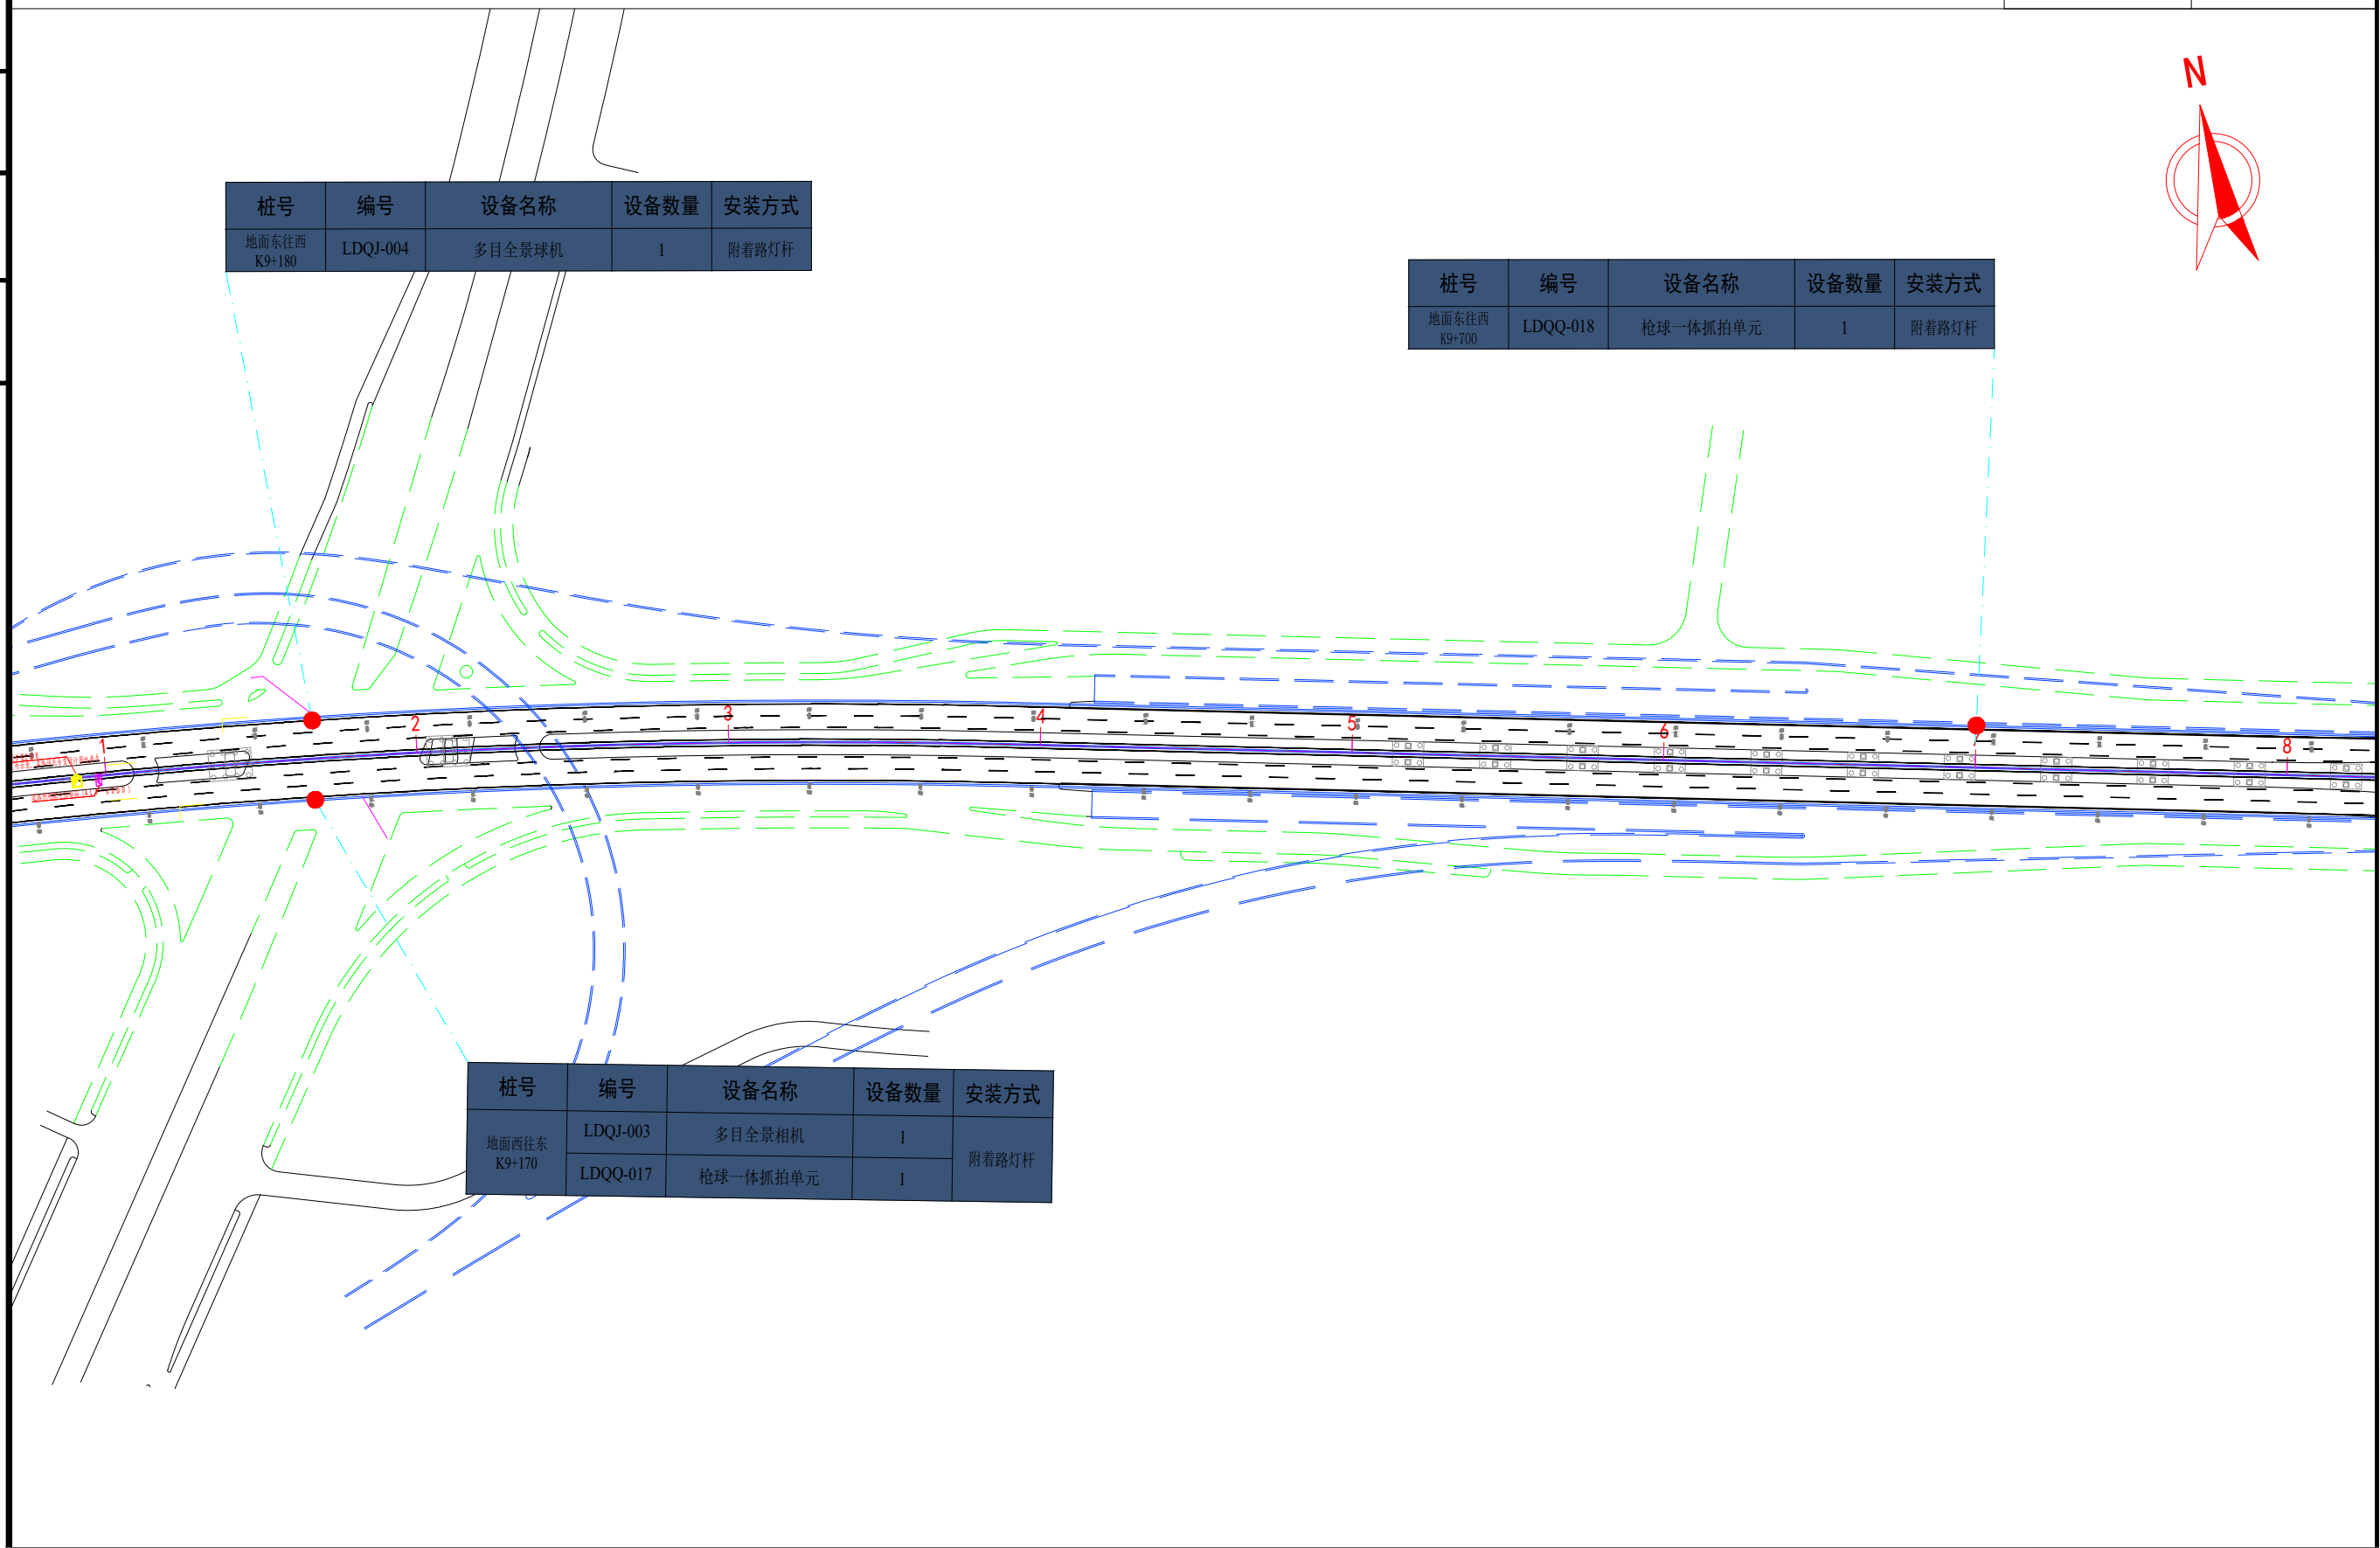 N
桩号 编号 设备名称 设备数量 安装方式
地面东往西
K9+180
LDQJ-004 多目全景球机 1 附着路灯杆
桩号 编号 设备名称 设备数量 安装方式
地面东往西
K9+700
LDQQ-018 枪球一体抓拍单元 1 附着路灯杆
1 2 3 4 5 6 7 8
桩号 编号 设备名称 设备数量 安装方式
地面西往东
K9+170
LDQJ-003 多目全景相机 1
附着路灯杆
LDQQ-017 枪球一体抓拍单元 1